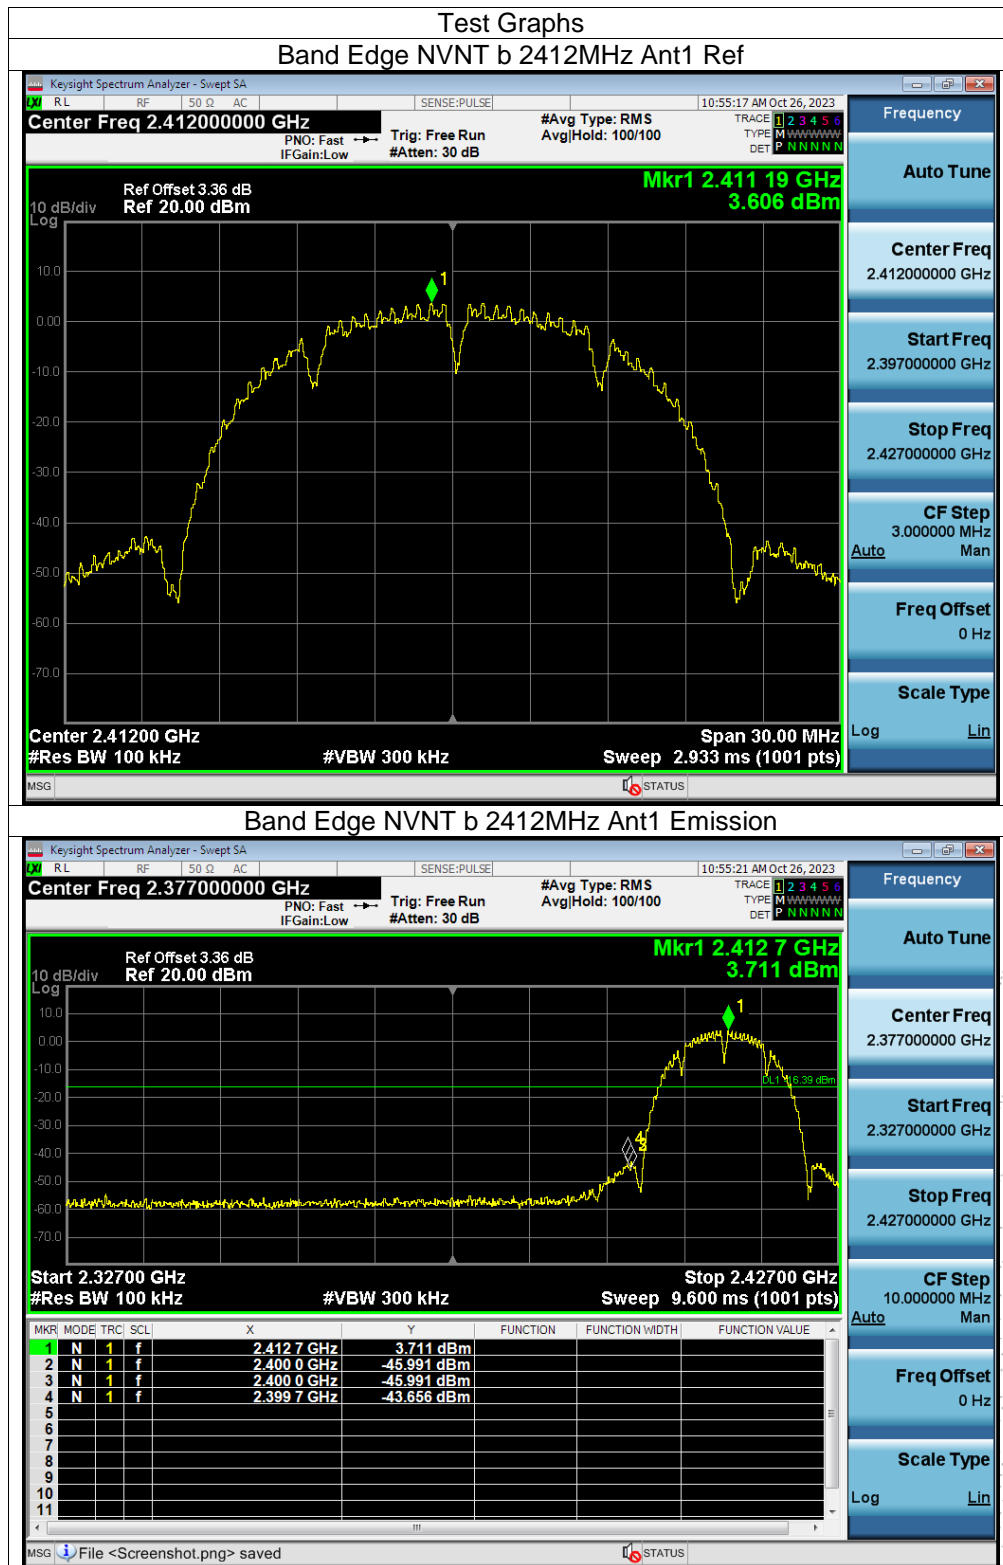 Test Graphs
Band Edge NVNT b 2412MHz Ant1 Ref
Keysight Spectrum Analyzer - Swept SA
LXI RL RF 50 Ω AC SENSE:PULSE 10:55:17 AM Oct 26, 2023
Center Freq 2.412000000 GHz
PNO: Fast
IFGain:Low
Trig: Free Run
#Atten: 30 dB
#Avg Type: RMS
Avg|Hold: 100/100
TRACE 1 2 3 4 5 6
TYPE M WWWWW
DET P N N N N N
Frequency
Mkr1 2.411 19 GHz
3.606 dBm
Ref Offset 3.36 dB
10 dB/div Ref 20.00 dBm
Log
10.0
0.00
-10.0
-20.0
-30.0
-40.0
-50.0
-60.0
-70.0
1
Center 2.41200 GHz Span 30.00 MHz
#Res BW 100 kHz #VBW 300 kHz Sweep 2.933 ms (1001 pts)
Auto Tune
Center Freq
2.412000000 GHz
Start Freq
2.397000000 GHz
Stop Freq
2.427000000 GHz
CF Step
3.000000 MHz
Auto Man
Freq Offset
0 Hz
Scale Type
Log Lin
MSG STATUS
Band Edge NVNT b 2412MHz Ant1 Emission
Keysight Spectrum Analyzer - Swept SA
LXI RL RF 50 Ω AC SENSE:PULSE 10:55:21 AM Oct 26, 2023
Center Freq 2.377000000 GHz
PNO: Fast
IFGain:Low
Trig: Free Run
#Atten: 30 dB
#Avg Type: RMS
Avg|Hold: 100/100
TRACE 1 2 3 4 5 6
TYPE M WWWWW
DET P N N N N N
Frequency
Mkr1 2.412 7 GHz
3.711 dBm
Ref Offset 3.36 dB
10 dB/div Ref 20.00 dBm
Log
10.0
0.00
-10.0
-20.0
-30.0
-40.0
-50.0
-60.0
-70.0
1
DL1 -16.39 dBm
4
Start 2.32700 GHz Stop 2.42700 GHz
#Res BW 100 kHz #VBW 300 kHz Sweep 9.600 ms (1001 pts)
MKR MODE TRC SCL X Y FUNCTION FUNCTION WIDTH FUNCTION VALUE
1 N 1 f 2.412 7 GHz 3.711 dBm
2 N 1 f 2.400 0 GHz -45.991 dBm
3 N 1 f 2.400 0 GHz -45.991 dBm
4 N 1 f 2.399 7 GHz -43.656 dBm
5
6
7
8
9
10
11
Auto Tune
Center Freq
2.377000000 GHz
Start Freq
2.327000000 GHz
Stop Freq
2.427000000 GHz
CF Step
10.000000 MHz
Auto Man
Freq Offset
0 Hz
Scale Type
Log Lin
MSG File <Screenshot.png> saved STATUS